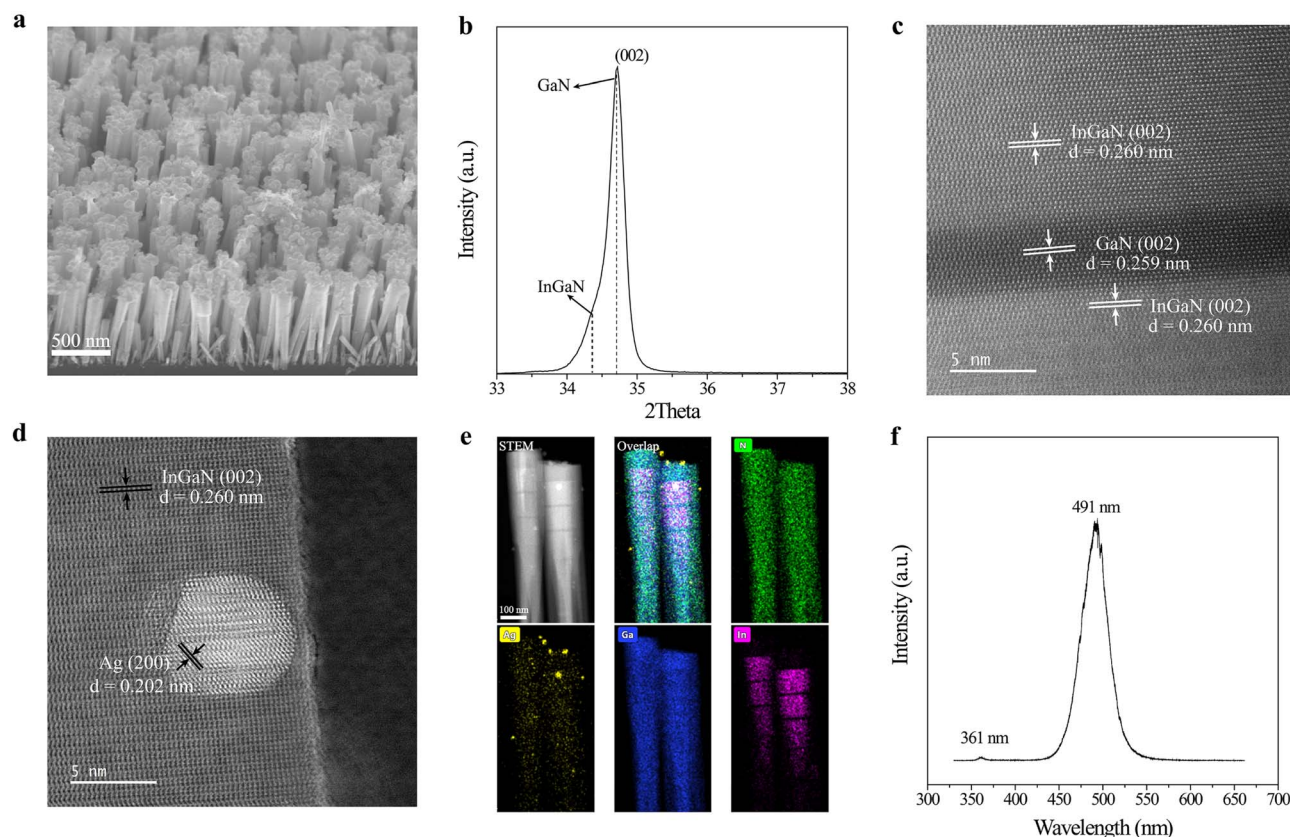 a
500 nm
b
(002)
GaN
InGaN
Intensity (a.u.)
33
34
35
36
37
38
2Theta
c
InGaN (002)
d = 0.260 nm
GaN (002)
d = 0.259 nm
InGaN (002)
d = 0.260 nm
5 nm
d
InGaN (002)
d = 0.260 nm
Ag (200)
d = 0.202 nm
5 nm
e
STEM
Overlap
N
100 nm
Ag
Ga
In
f
491 nm
361 nm
Intensity (a.u.)
300
350
400
450
500
550
600
650
700
Wavelength (nm)